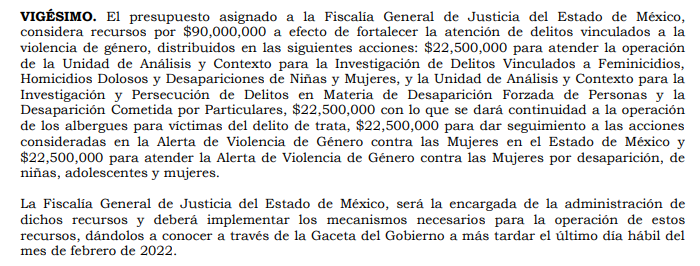 VIGÉSIMO. El presupuesto asignado a la Fiscalía General de Justicia del Estado de México,
considera recursos por $90,000,000 a efecto de fortalecer la atención de delitos vinculados a la
violencia de género, distribuidos en las siguientes acciones: $22,500,000 para atender la operación
de la Unidad de Análisis y Contexto para la Investigación de Delitos Vinculados a Feminicidios,
Homicidios Dolosos y Desapariciones de Niñas y Mujeres, y la Unidad de Análisis y Contexto para la
Investigación y Persecución de Delitos en Materia de Desaparición Forzada de Personas y la
Desaparición Cometida por Particulares, $22,500,000 con lo que se dará continuidad a la operación
de los albergues para víctimas del delito de trata, $22,500,000 para dar seguimiento a las acciones
consideradas en la Alerta de Violencia de Género contra las Mujeres en el Estado de México y
$22,500,000 para atender la Alerta de Violencia de Género contra las Mujeres por desaparición, de
niñas, adolescentes y mujeres.
La Fiscalía General de Justicia del Estado de México, será la encargada de la administración de
dichos recursos y deberá implementar los mecanismos necesarios para la operación de estos
recursos, dándolos a conocer a través de la Gaceta del Gobierno a más tardar el último día hábil del
mes de febrero de 2022.